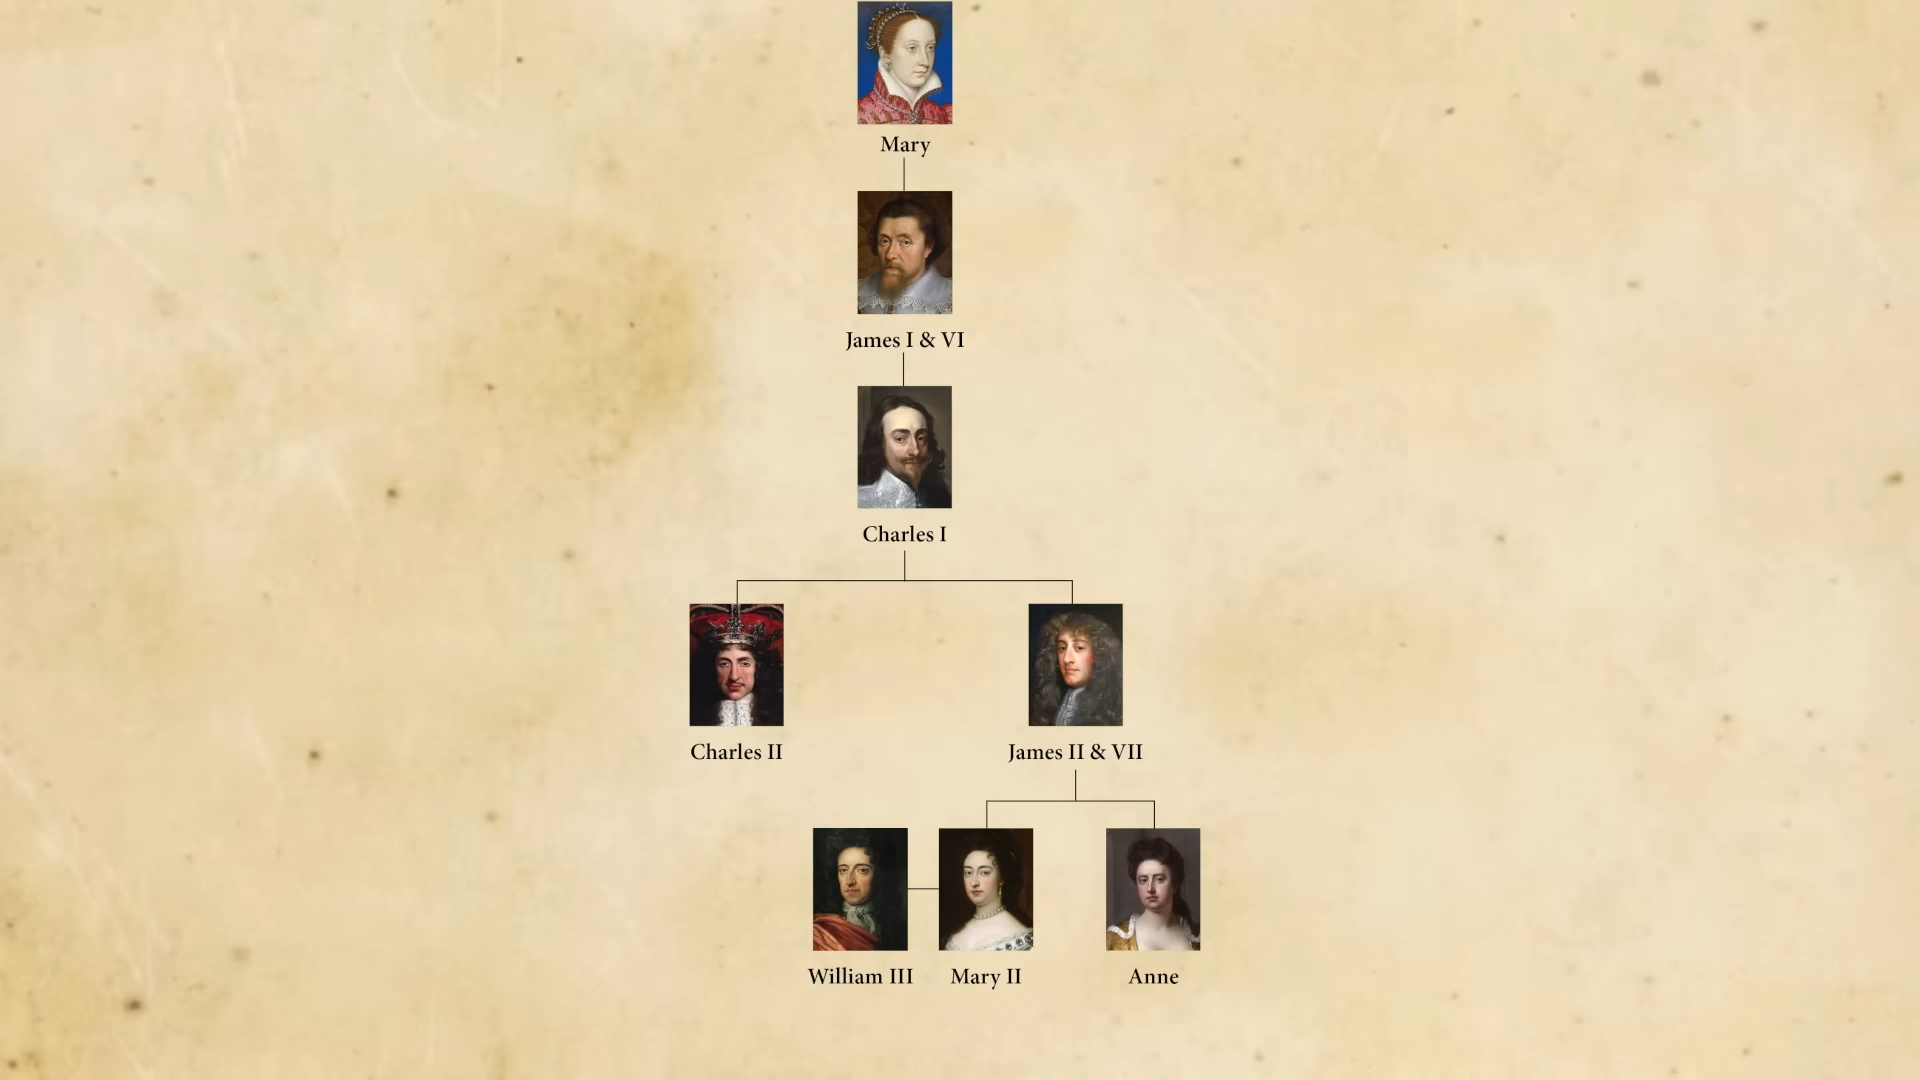 Mary
James I & VI
Charles I
Charles II
James II & VII
William III
Mary II
Anne